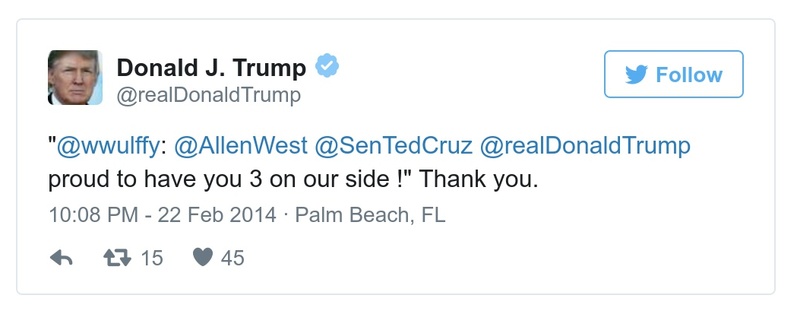 Donald J. Trump
@realDonaldTrump
Follow
"@wwulffy: @AllenWest @SenTedCruz @realDonaldTrump
proud to have you 3 on our side !" Thank you.
10:08 PM - 22 Feb 2014 · Palm Beach, FL
15 45